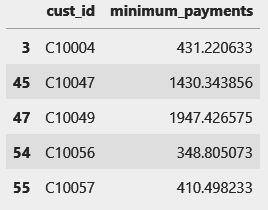 cust_id minimum_payments
3 C10004 431.220633
45 C10047 1430.343856
47 C10049 1947.426575
54 C10056 348.805073
55 C10057 410.498233